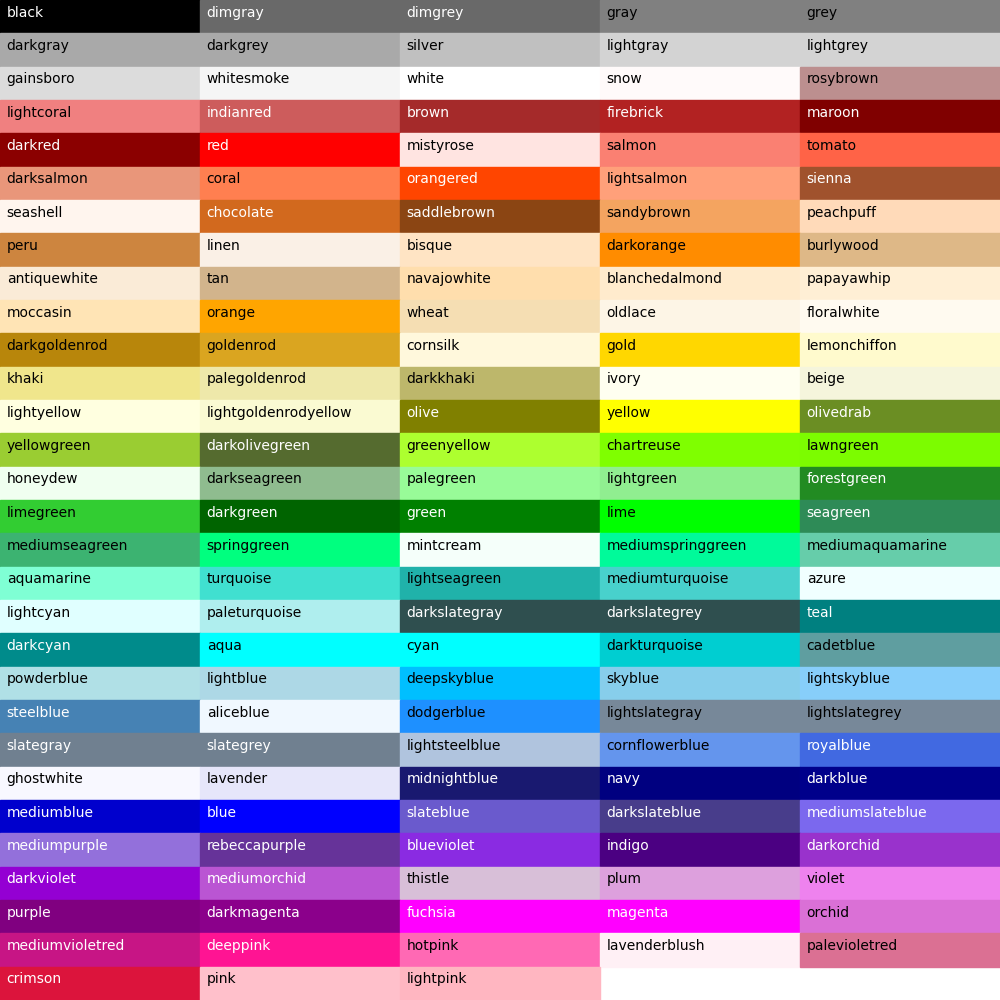 black dimgray dimgrey gray grey
darkgray darkgrey silver lightgray lightgrey
gainsboro whitesmoke white snow rosybrown
lightcoral indianred brown firebrick maroon
darkred red mistyrose salmon tomato
darksalmon coral orangered lightsalmon sienna
seashell chocolate saddlebrown sandybrown peachpuff
peru linen bisque darkorange burlywood
antiquewhite tan navajowhite blanchedalmond papayawhip
moccasin orange wheat oldlace floralwhite
darkgoldenrod goldenrod cornsilk gold lemonchiffon
khaki palegoldenrod darkkhaki ivory beige
lightyellow lightgoldenrodyellow olive yellow olivedrab
yellowgreen darkolivegreen greenyellow chartreuse lawngreen
honeydew darkseagreen palegreen lightgreen forestgreen
limegreen darkgreen green lime seagreen
mediumseagreen springgreen mintcream mediumspringgreen mediumaquamarine
aquamarine turquoise lightseagreen mediumturquoise azure
lightcyan paleturquoise darkslategray darkslategrey teal
darkcyan aqua cyan darkturquoise cadetblue
powderblue lightblue deepskyblue skyblue lightskyblue
steelblue aliceblue dodgerblue lightslategray lightslategrey
slategray slategrey lightsteelblue cornflowerblue royalblue
ghostwhite lavender midnightblue navy darkblue
mediumblue blue slateblue darkslateblue mediumslateblue
mediumpurple rebeccapurple blueviolet indigo darkorchid
darkviolet mediumorchid thistle plum violet
purple darkmagenta fuchsia magenta orchid
mediumvioletred deeppink hotpink lavenderblush palevioletred
crimson pink lightpink